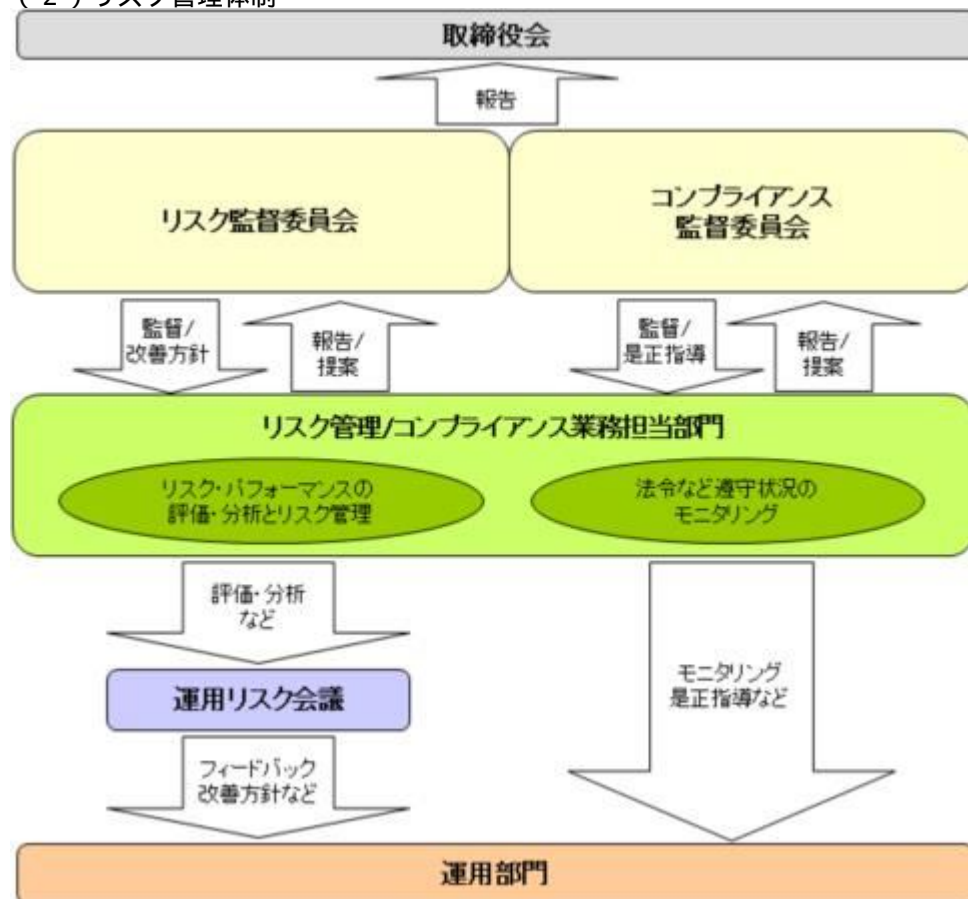 （２）リスク管理体制
取締役会
報告
リスク監督委員会
コンプライアンス
監督委員会
監督/
改善方針
報告/
提案
監督/
是正指導
報告/
提案
リスク管理/コンプライアンス業務担当部門
リスク・パフォーマンスの
評価・分析とリスク管理
法令など遵守状況の
モニタリング
評価・分析
など
運用リスク会議
モニタリング
是正指導など
フィードバック
改善方針など
運用部門